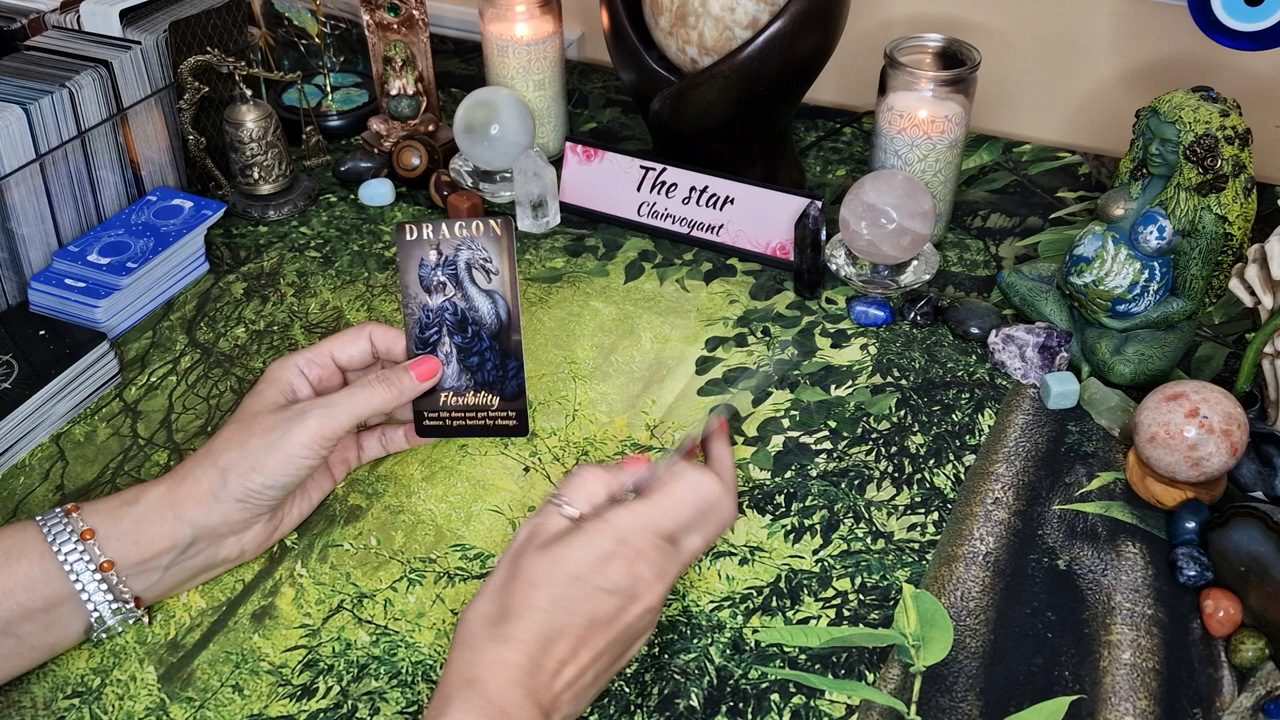 The star
Clairvoyant
DRAGON
Flexibility
Your life does not get better by
chance. It gets better by change.